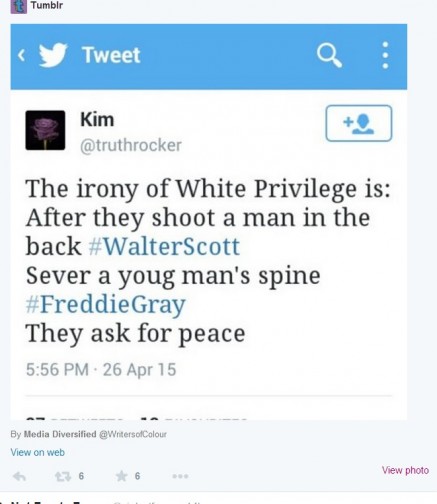 Tumblr
Tweet
Kim
@truthrocker
The irony of White Privilege is:
After they shoot a man in the
back #WalterScott
Sever a youg man's spine
#FreddieGray
They ask for peace
5:56 PM · 26 Apr 15
By Media Diversified @WritersofColour
View on web
6
6
View photo